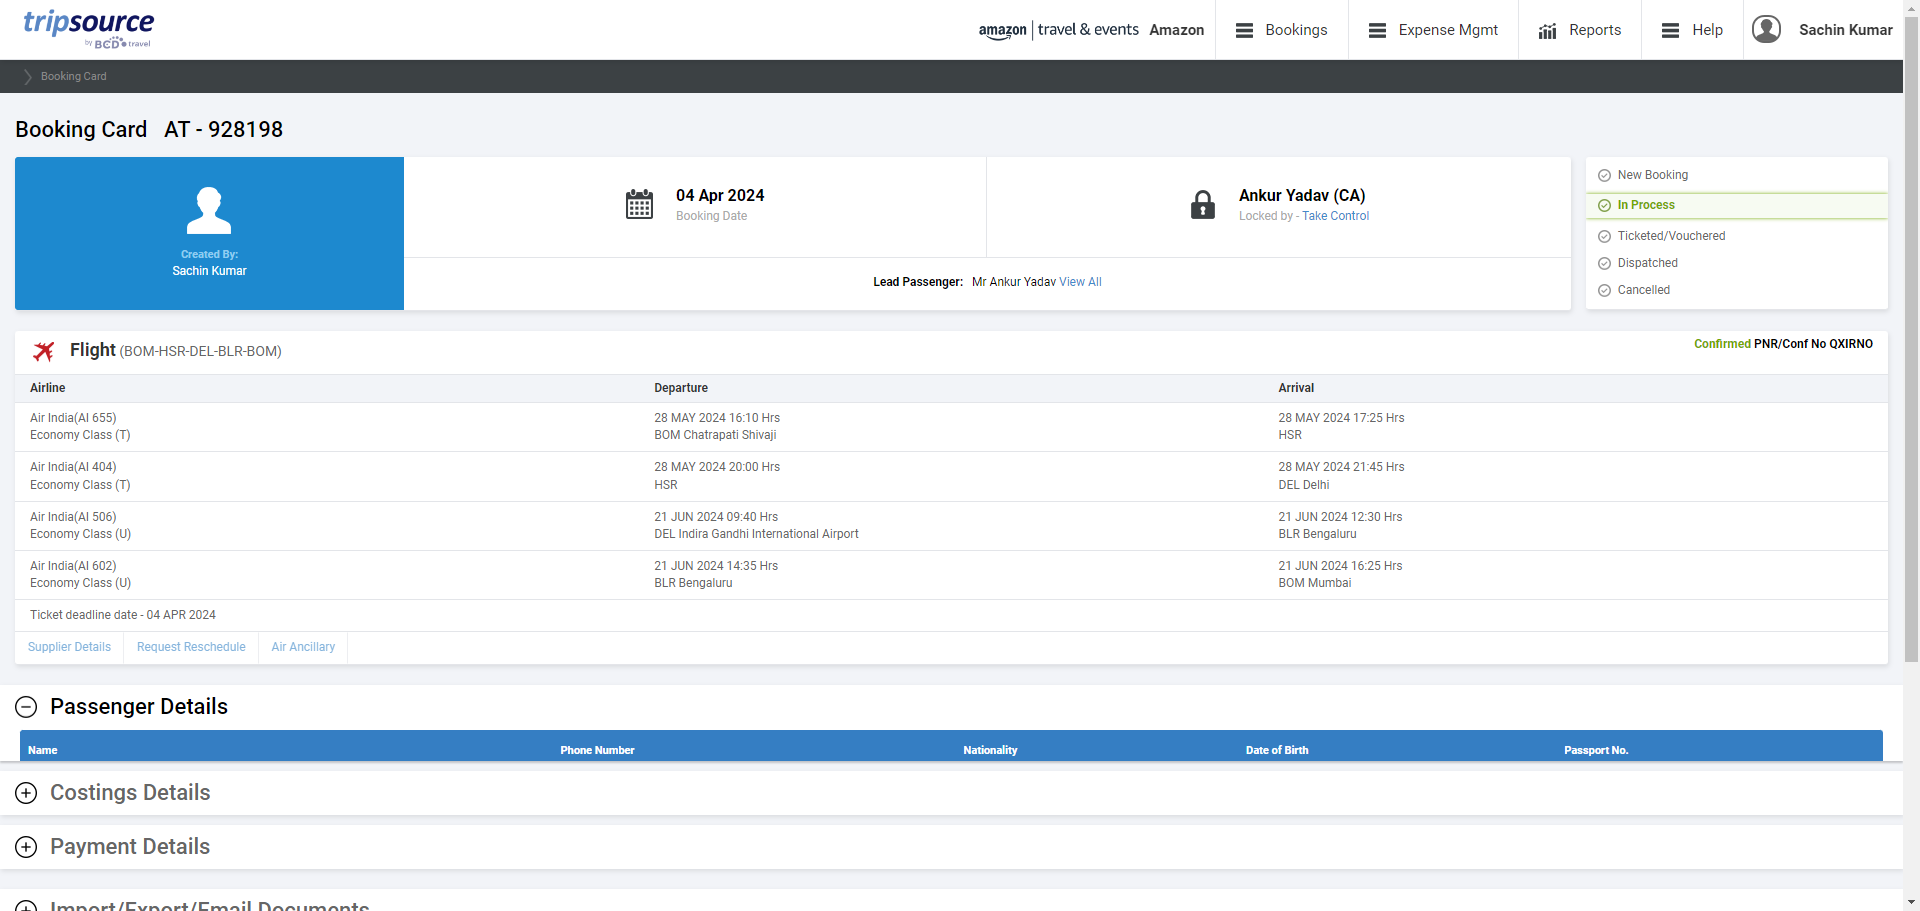 tripsource
by BCD travel
amazon | travel & events Amazon
Bookings
Expense Mgmt
Reports
Help
Sachin Kumar
Booking Card
Booking Card AT - 928198
Created By:
Sachin Kumar
04 Apr 2024
Booking Date
Ankur Yadav (CA)
Locked by - Take Control
Lead Passenger: Mr Ankur Yadav View All
New Booking
In Process
Ticketed/Vouchered
Dispatched
Cancelled
Flight (BOM-HSR-DEL-BLR-BOM)
Confirmed PNR/Conf No QXIRNO
Airline Departure Arrival
Air India(AI 655) 28 MAY 2024 16:10 Hrs 28 MAY 2024 17:25 Hrs
Economy Class (T) BOM Chatrapati Shivaji HSR
Air India(AI 404) 28 MAY 2024 20:00 Hrs 28 MAY 2024 21:45 Hrs
Economy Class (T) HSR DEL Delhi
Air India(AI 506) 21 JUN 2024 09:40 Hrs 21 JUN 2024 12:30 Hrs
Economy Class (U) DEL Indira Gandhi International Airport BLR Bengaluru
Air India(AI 602) 21 JUN 2024 14:35 Hrs 21 JUN 2024 16:25 Hrs
Economy Class (U) BLR Bengaluru BOM Mumbai
Ticket deadline date - 04 APR 2024
Supplier Details Request Reschedule Air Ancillary
Passenger Details
Name Phone Number Nationality Date of Birth Passport No.
Costings Details
Payment Details
Import/Export/Email Documents